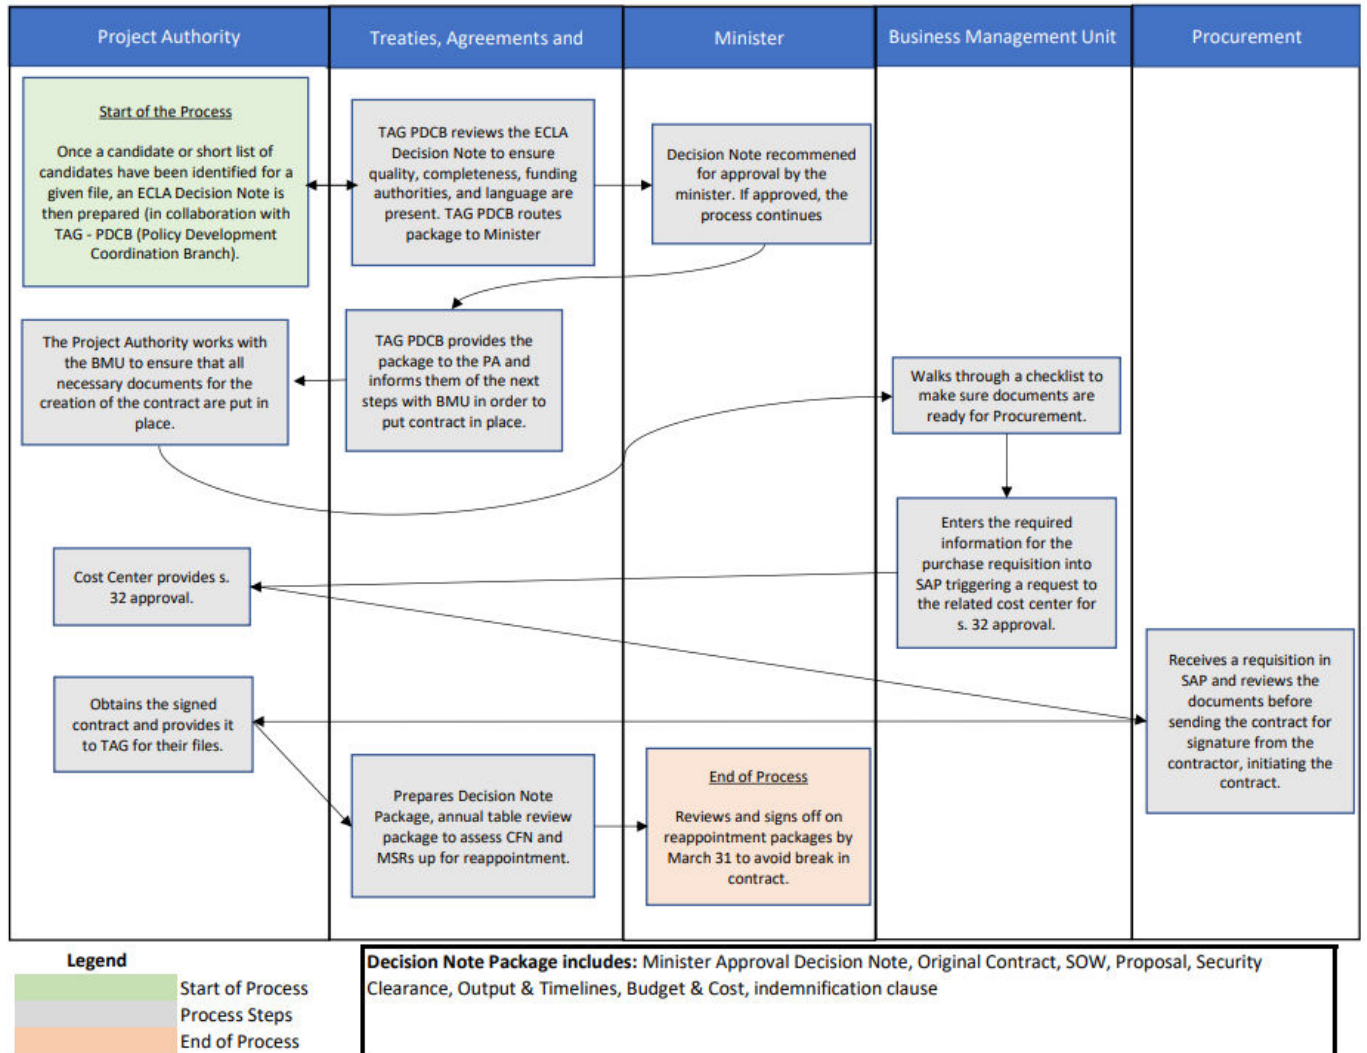 Project Authority
Treaties, Agreements and
Minister
Business Management Unit
Procurement
Start of the Process
Once a candidate or short list of
candidates have been identified for a
given file, an ECLA Decision Note is
then prepared (in collaboration with
TAG - PDCB (Policy Development
Coordination Branch).
TAG PDCB reviews the ECLA
Decision Note to ensure
quality, completeness, funding
authorities, and language are
present. TAG PDCB routes
package to Minister
Decision Note recommened
for approval by the
minister. If approved, the
process continues
TAG PDCB provides the
package to the PA and
informs them of the next
steps with BMU in order to
put contract in place.
The Project Authority works with
the BMU to ensure that all
necessary documents for the
creation of the contract are put in
place.
Walks through a checklist to
make sure documents are
ready for Procurement.
Enters the required
information for the
purchase requisition into
SAP triggering a request to
the related cost center for
s. 32 approval.
Cost Center provides s.
32 approval.
Receives a requisition in
SAP and reviews the
documents before
sending the contract for
signature from the
contractor, initiating the
contract.
Obtains the signed
contract and provides it
to TAG for their files.
Prepares Decision Note
Package, annual table review
package to assess CFN and
MSRs up for reappointment.
End of Process
Reviews and signs off on
reappointment packages by
March 31 to avoid break in
contract.
Legend
Start of Process
Process Steps
End of Process
Decision Note Package includes: Minister Approval Decision Note, Original Contract, SOW, Proposal, Security
Clearance, Output & Timelines, Budget & Cost, indemnification clause